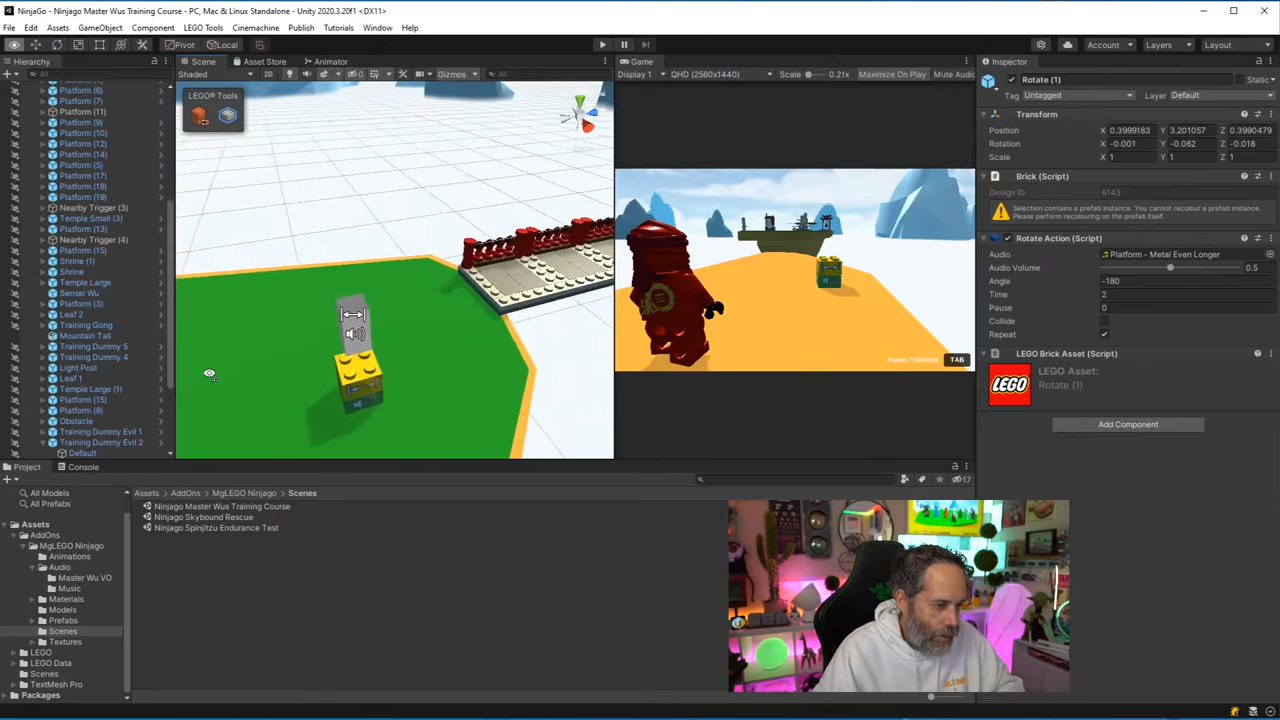 NinjaGo - Ninjago Master Wus Training Course - PC, Mac & Linux Standalone - Unity 2020.3.20f1 <DX11>
File Edit Assets GameObject Component LEGO Tools Cinemachine Publish Tutorials Window Help
Pivot Local
Account Layers Layout
Hierarchy
All
Platform (6)
Platform (7)
Platform (11)
Platform (9)
Platform (10)
Platform (12)
Platform (14)
Platform (5)
Platform (17)
Platform (18)
Platform (19)
Nearby Trigger (3)
Temple Small (3)
Platform (13)
Nearby Trigger (4)
Platform (15)
Shrine (1)
Shrine
Temple Large
Sensei Wu
Platform (3)
Leaf 2
Training Gong
Mountain Tall
Training Dummy 5
Training Dummy 4
Light Post
Leaf 1
Temple Large (1)
Platform (15)
Platform (8)
Obstacle
Training Dummy Evil 1
Training Dummy Evil 2
Default
Scene Asset Store Animator
Shaded 2D 0 Gizmos All
LEGO® Tools
Game
Display 1 QHD (2560x1440) Scale 0.21x Maximize On Play Mute Audio
Pause / Options TAB
Inspector
Rotate (1) Static
Tag Untagged Layer Default
Transform
Position X 0.3999183 Y 3.201057 Z 0.3990479
Rotation X -0.001 Y -0.062 Z -0.018
Scale X 1 Y 1 Z 1
Brick (Script)
Design ID 6143
Selection contains a prefab instance. You cannot recolour a prefab instance.
Please perform recolouring on the prefab itself.
Rotate Action (Script)
Audio Platform - Metal Even Longer
Audio Volume 0.5
Angle -180
Time 2
Pause 0
Collide
Repeat
LEGO Brick Asset (Script)
LEGO
LEGO Asset:
Rotate (1)
Add Component
Project Console
17
All Models
All Prefabs
Assets
AddOns
MgLEGO Ninjago
Animations
Audio
Master Wu VO
Music
Materials
Models
Prefabs
Scenes
Textures
LEGO
LEGO Data
Scenes
TextMesh Pro
Packages
Assets > AddOns > MgLEGO Ninjago > Scenes
Ninjago Master Wus Training Course
Ninjago Skybound Rescue
Ninjago Spinjitzu Endurance Test